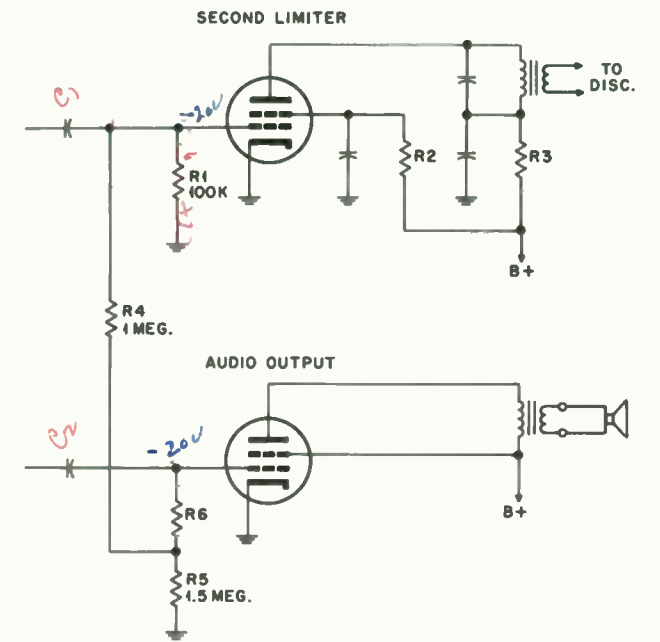 SECOND LIMITER
TO
DISC.
C1
-20V
R1
100K
R2
R3
B+
R4
1 MEG.
AUDIO OUTPUT
C2
-20V
B+
R6
R5
1.5 MEG.